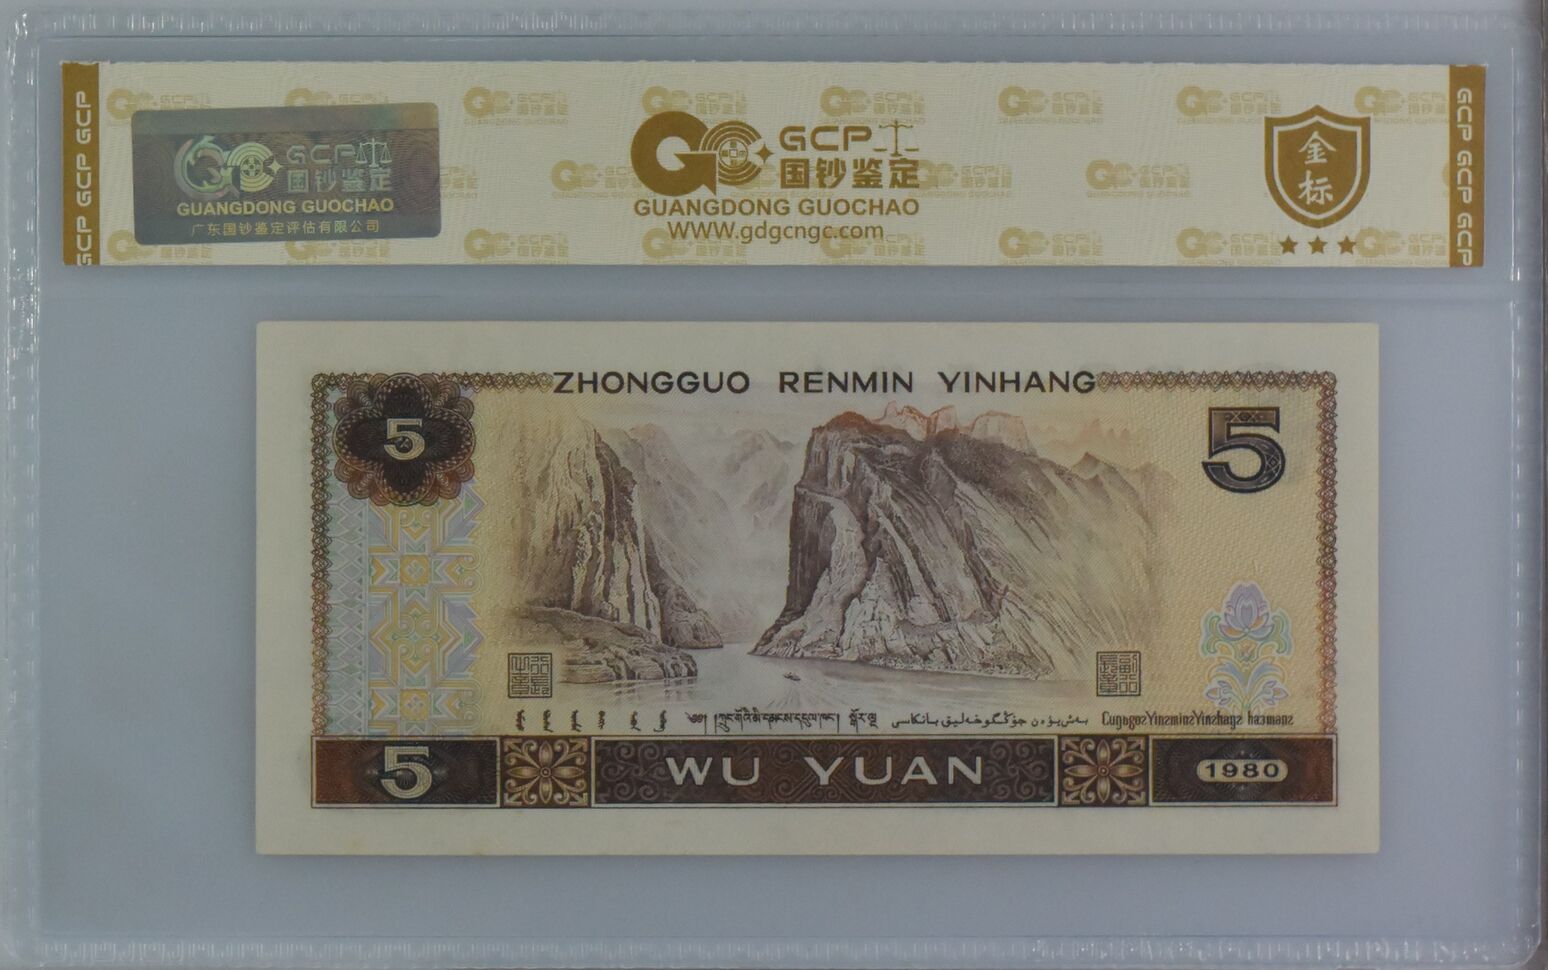 GCP GCP GCP
GCP
国钞鉴定
GUANGDONG GUOCHAO
广东国钞鉴定评估有限公司
GCP
国钞鉴定
GUANGDONG GUOCHAO
WWW.gdgcngc.com
金标
GCP GCP GCP
ZHONGGUO RENMIN YINHANG
5
5
CuŋƨgozYinƨminƨYinƨhaŋƨ
5
WU YUAN
1980